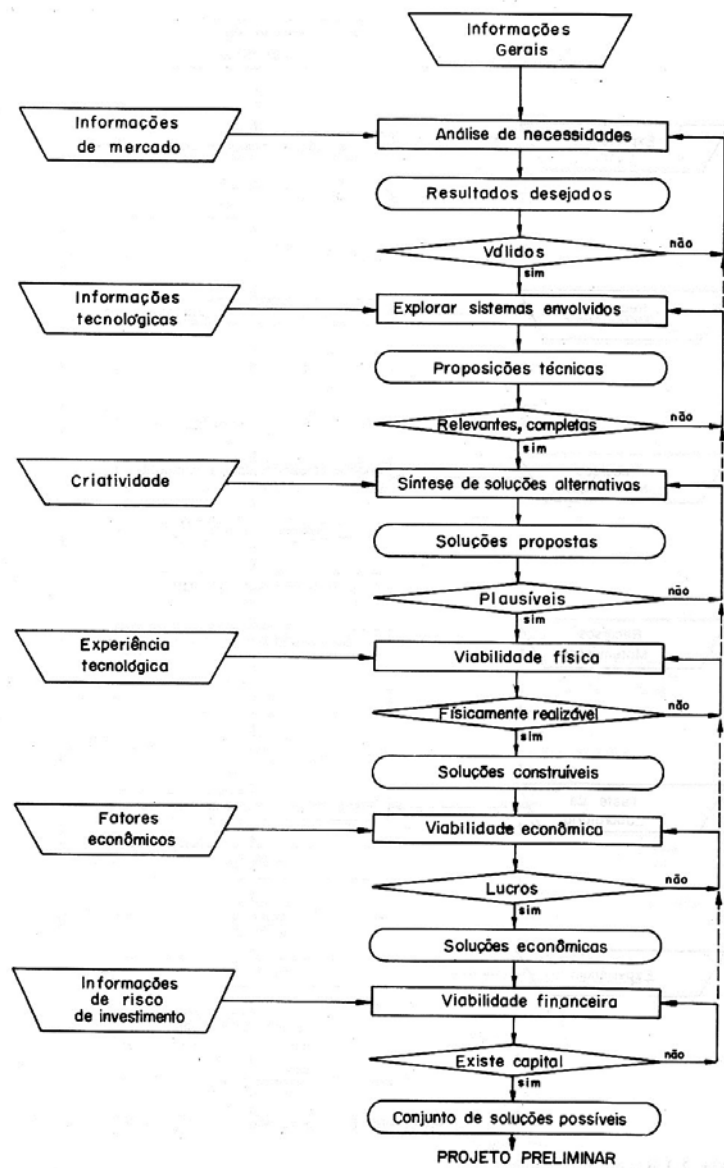 Informações
Gerais
Informações
de mercado
Análise de necessidades
Resultados desejados
Válidos
não
sim
Informações
tecnológicas
Explorar sistemas envolvidos
Proposições técnicas
Relevantes, completas
não
sim
Criatividade
Síntese de soluções alternativas
Soluções propostas
Plausíveis
não
sim
Experiência
tecnológica
Viabilidade física
Físicamente realizável
não
sim
Soluções construíveis
Fatores
econômicos
Viabilidade econômica
Lucros
não
sim
Soluções econômicas
Informações
de risco
de investimento
Viabilidade financeira
Existe capital
não
sim
Conjunto de soluções possíveis
PROJETO PRELIMINAR